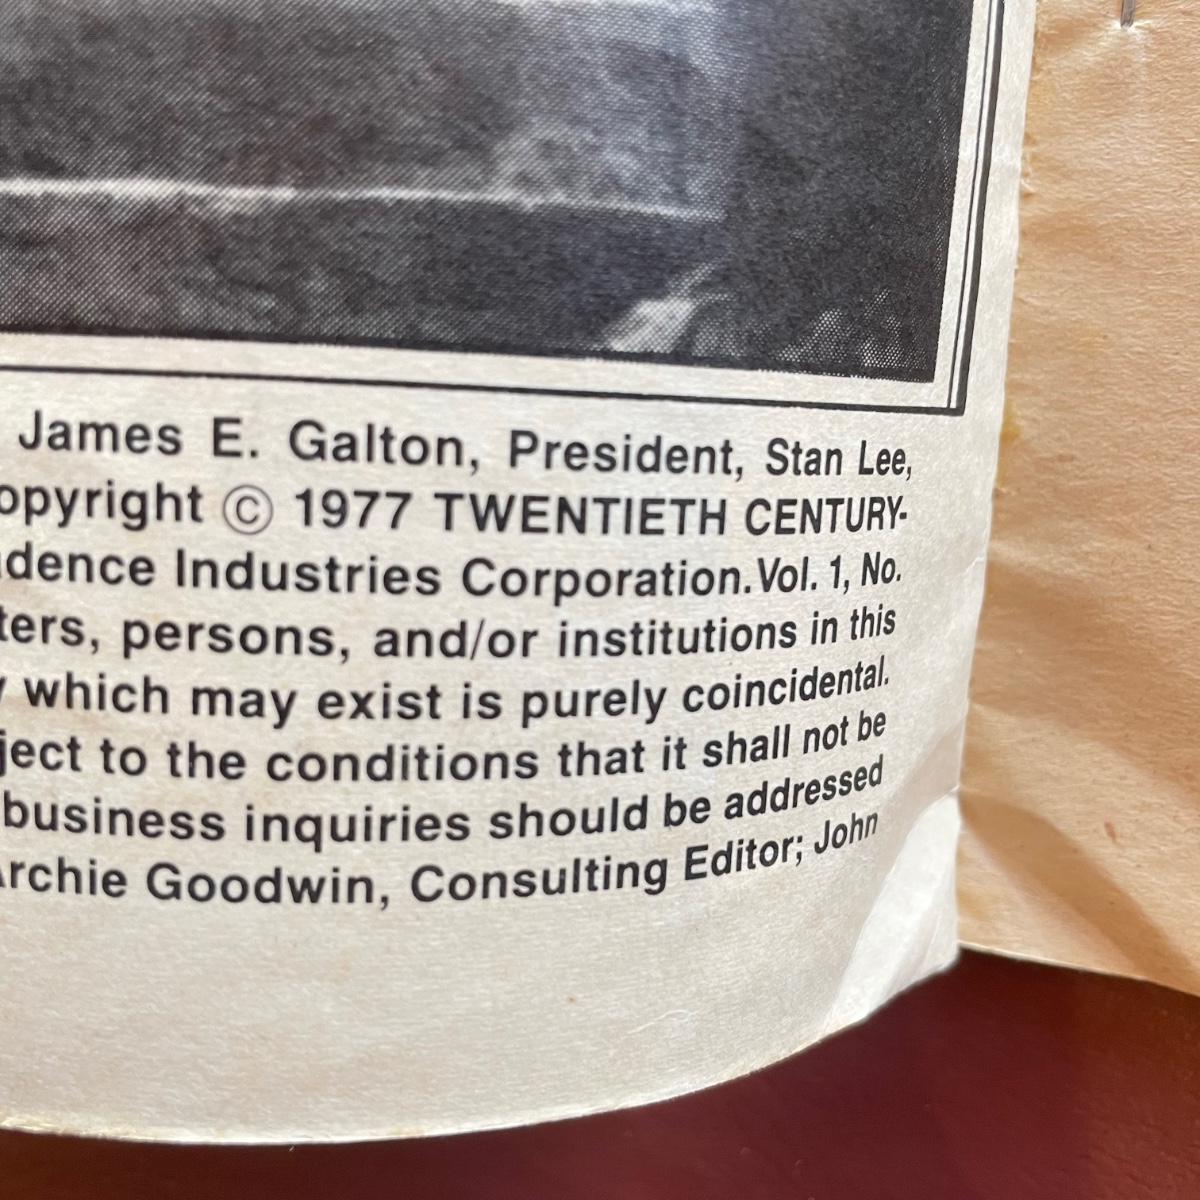 James E. Galton, President, Stan Lee,
opyright © 1977 TWENTIETH CENTURY-
dence Industries Corporation. Vol. 1, No.
ters, persons, and/or institutions in this
which may exist is purely coincidental.
ject to the conditions that it shall not be
business inquiries should be addressed
rchie Goodwin, Consulting Editor; John